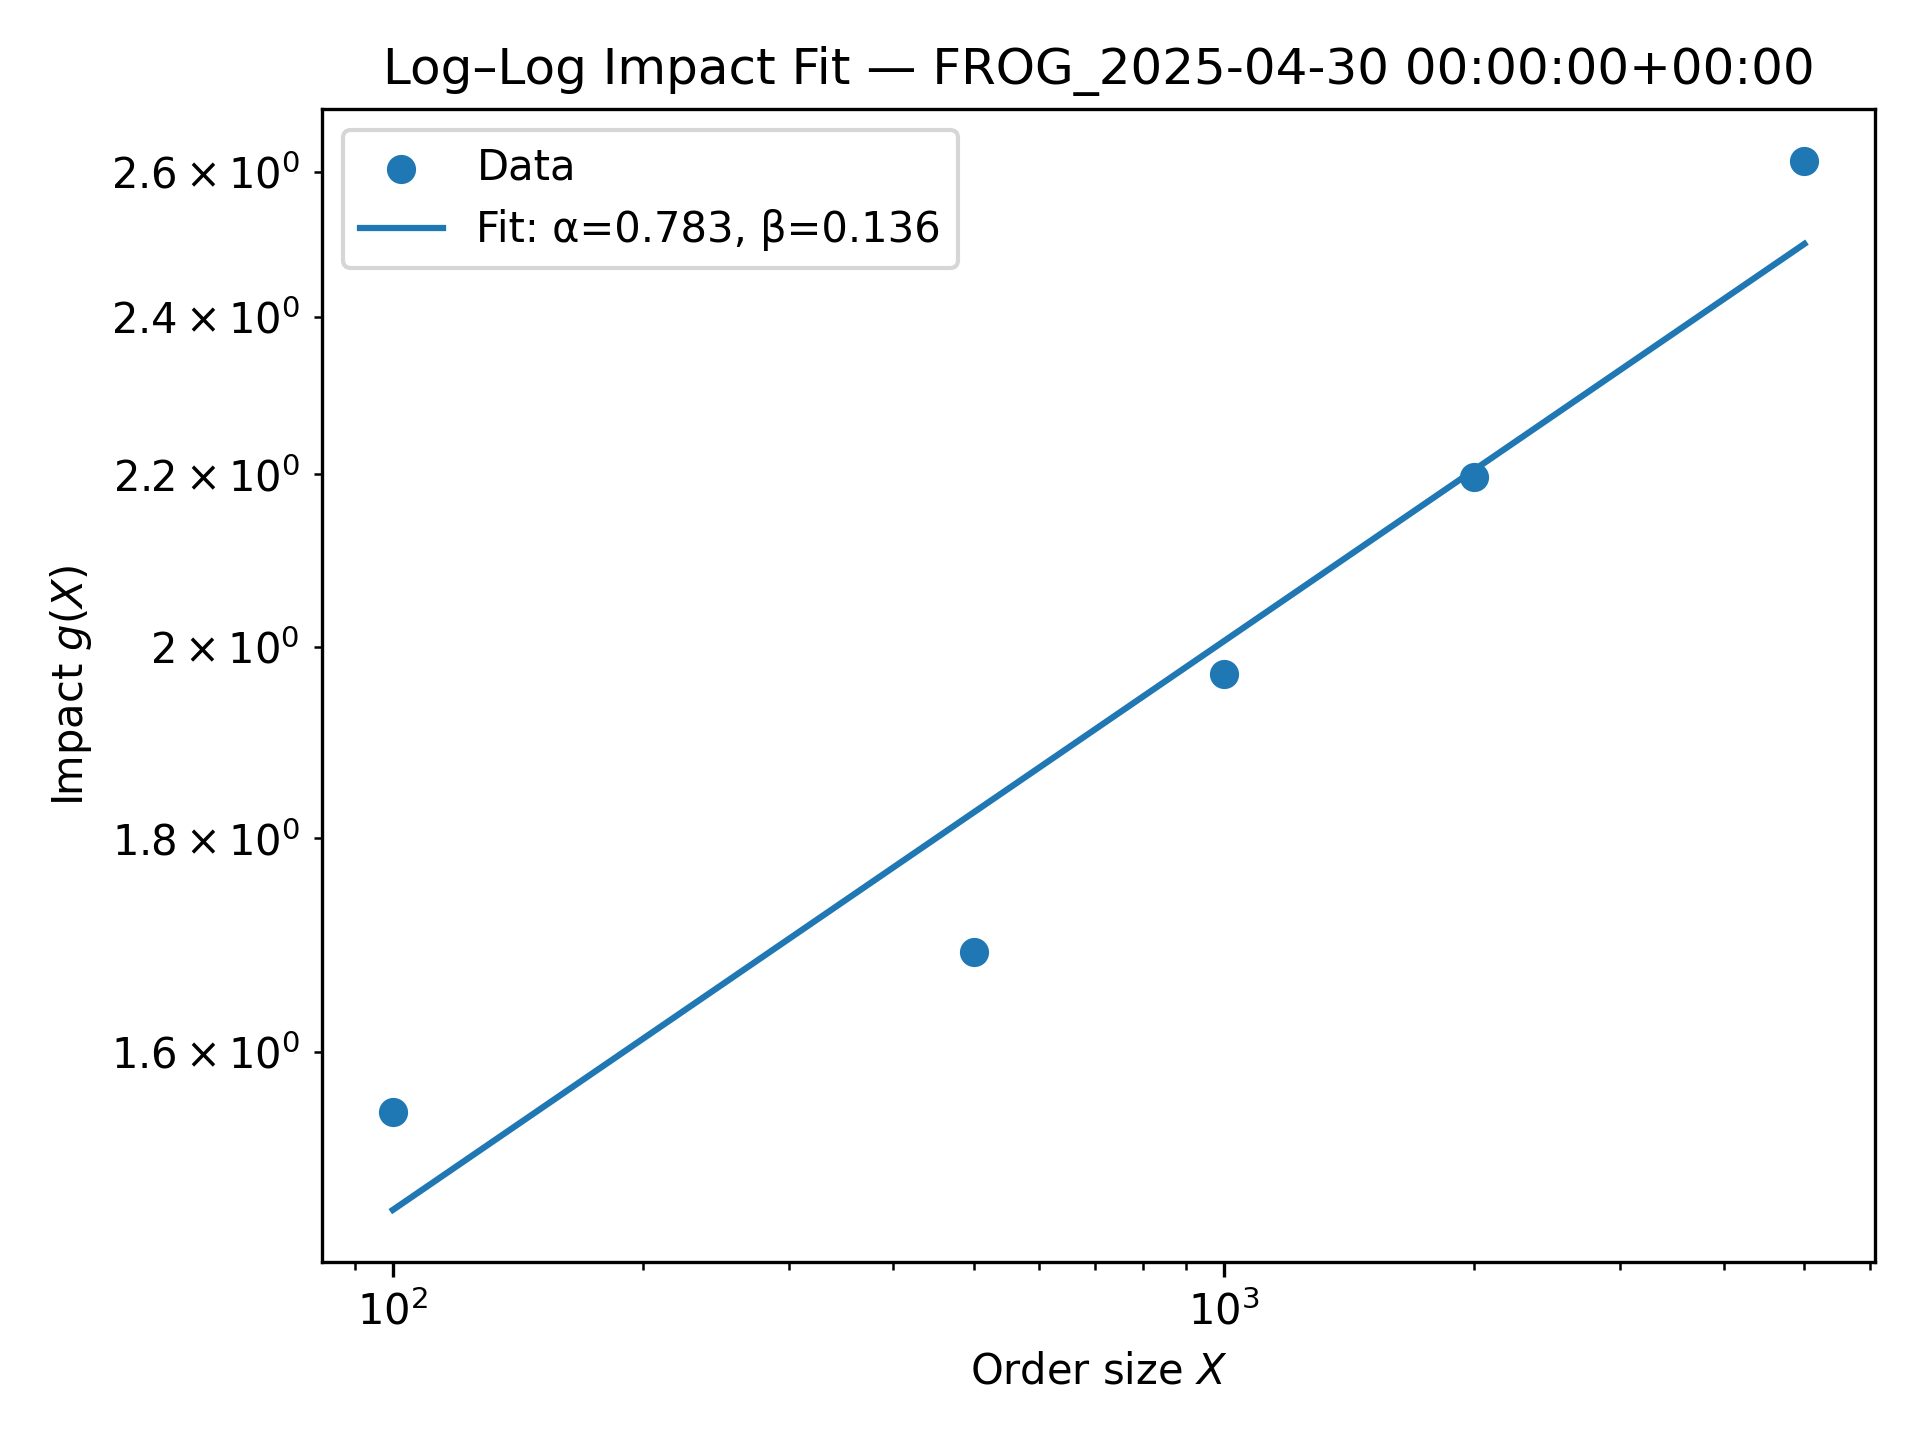 Log–Log Impact Fit — FROG_2025-04-30 00:00:00+00:00
Data
Fit: α=0.783, β=0.136
2.6 × 10⁰
2.4 × 10⁰
2.2 × 10⁰
2 × 10⁰
1.8 × 10⁰
1.6 × 10⁰
Impact g(X)
10² 10³
Order size X